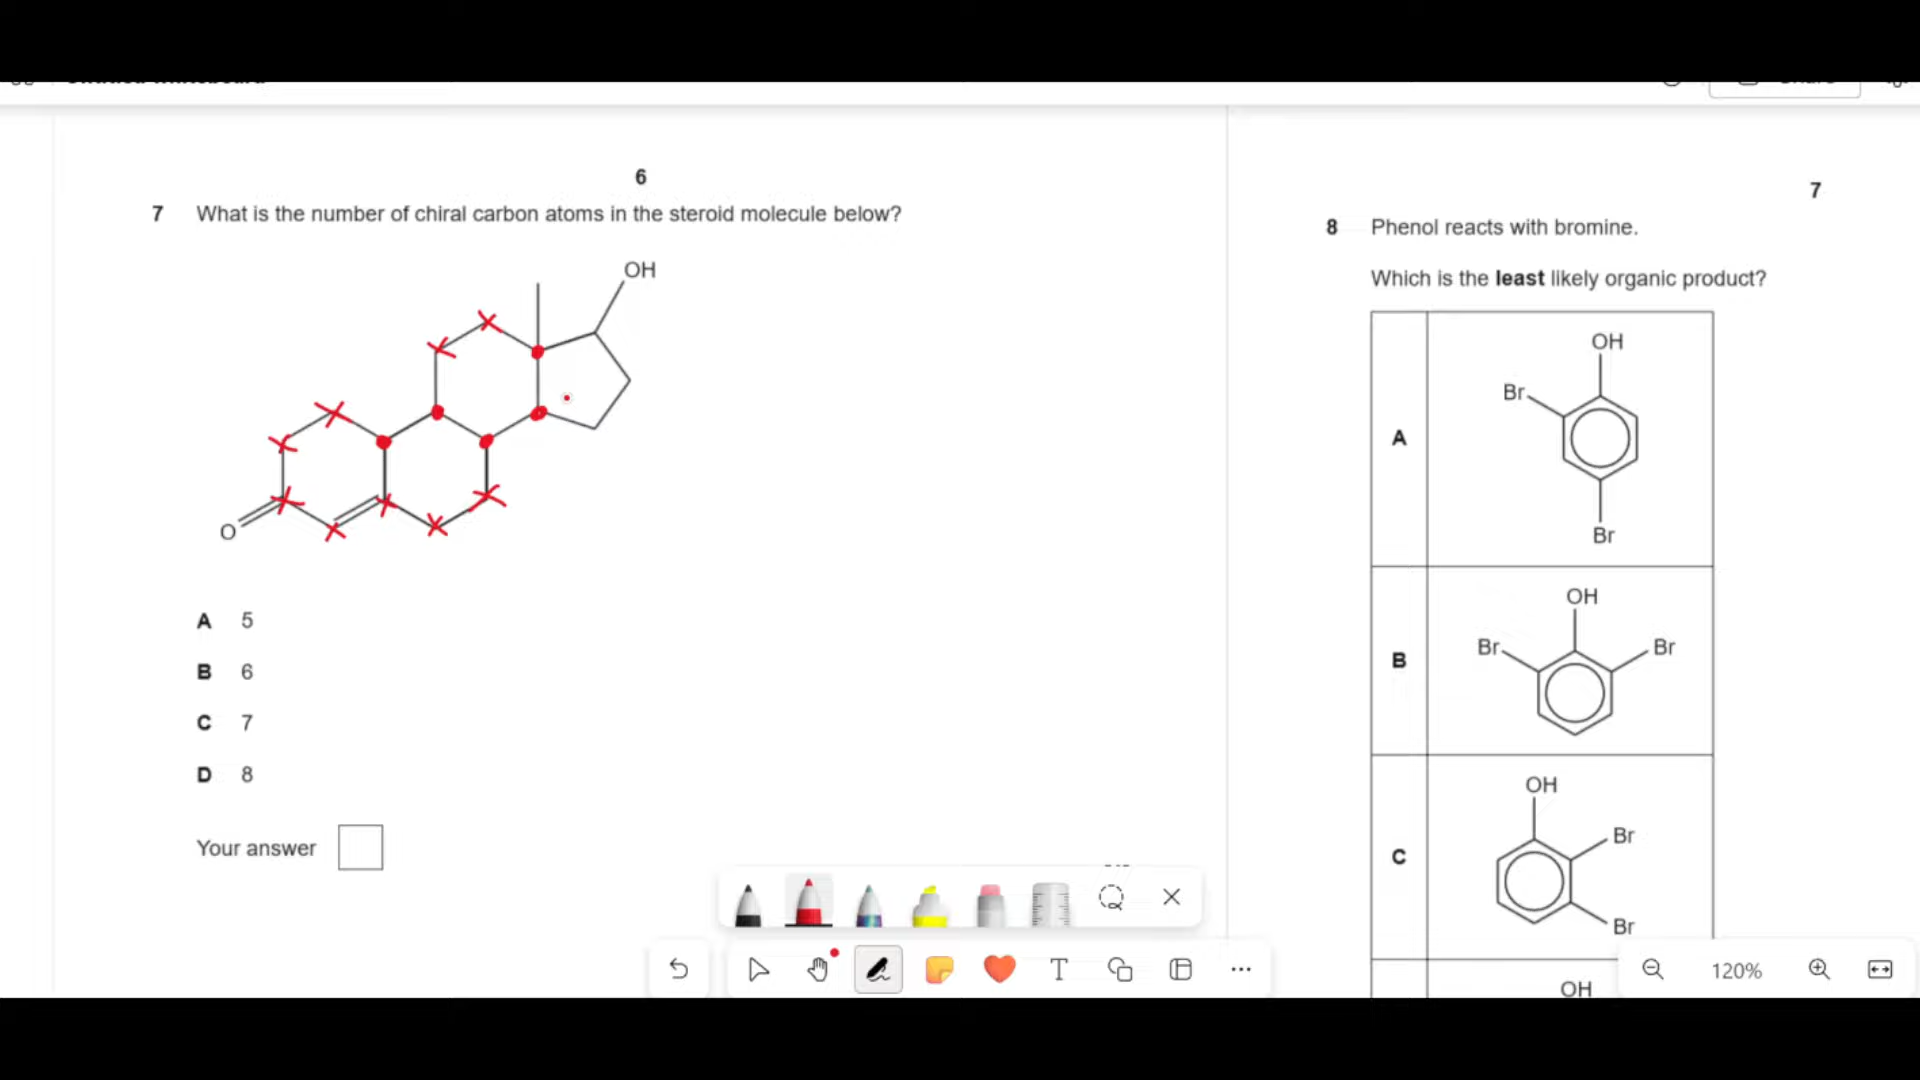 6
7 What is the number of chiral carbon atoms in the steroid molecule below?
OH
O
A 5
B 6
C 7
D 8
Your answer
7
8 Phenol reacts with bromine.
Which is the least likely organic product?
A
OH
Br
Br
B
OH
Br
Br
C
OH
Br
Br
OH
120%